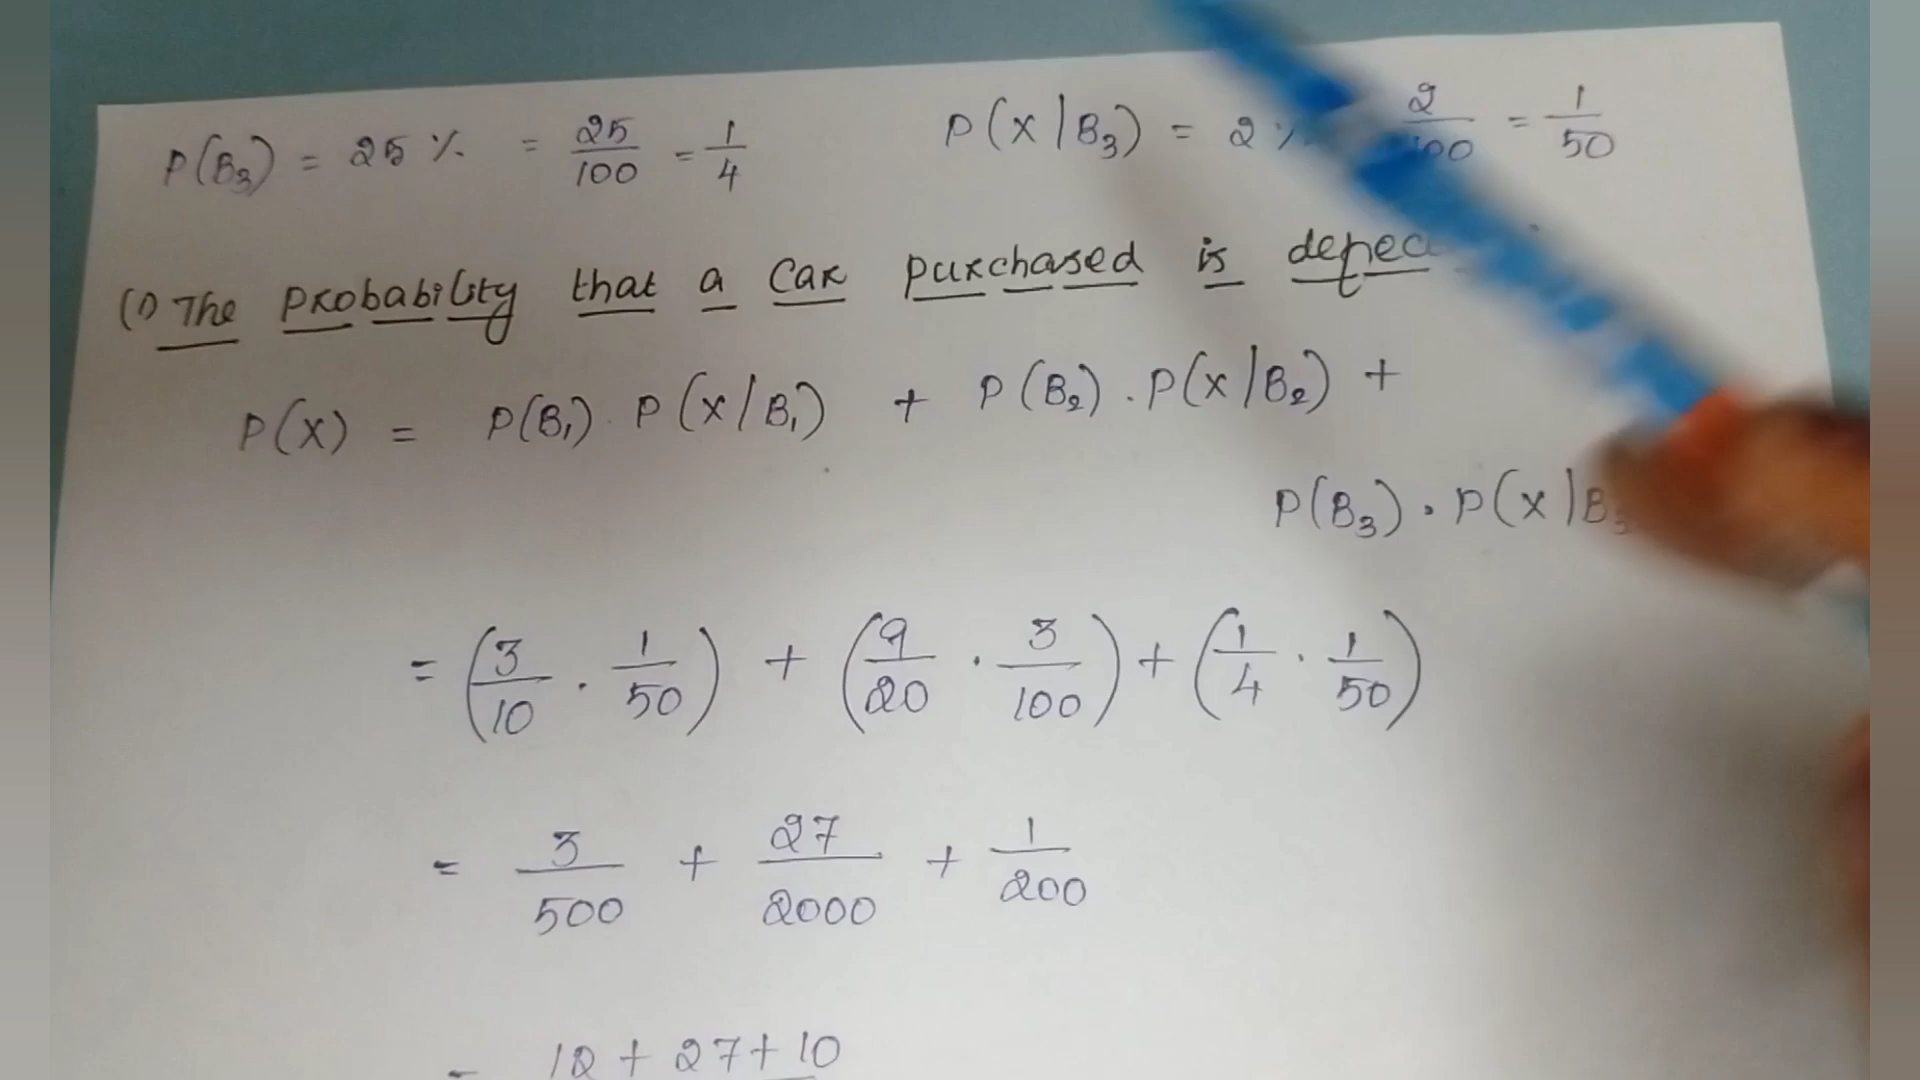 P(B₃) = 25 % = 25/100 = 1/4 P(X|B₃) = 2 % 2/100 = 1/50
(1) The probability that a car purchased is
P(X) = P(B₁) P(X/B₁) + P(B₂) . P(X|B₂) +
P(B₃) . P(X|B₃
= (3/10 . 1/50) + (9/20 . 3/100) + (1/4 . 1/50)
= 3/500 + 27/2000 + 1/200
= 12 + 27 + 10